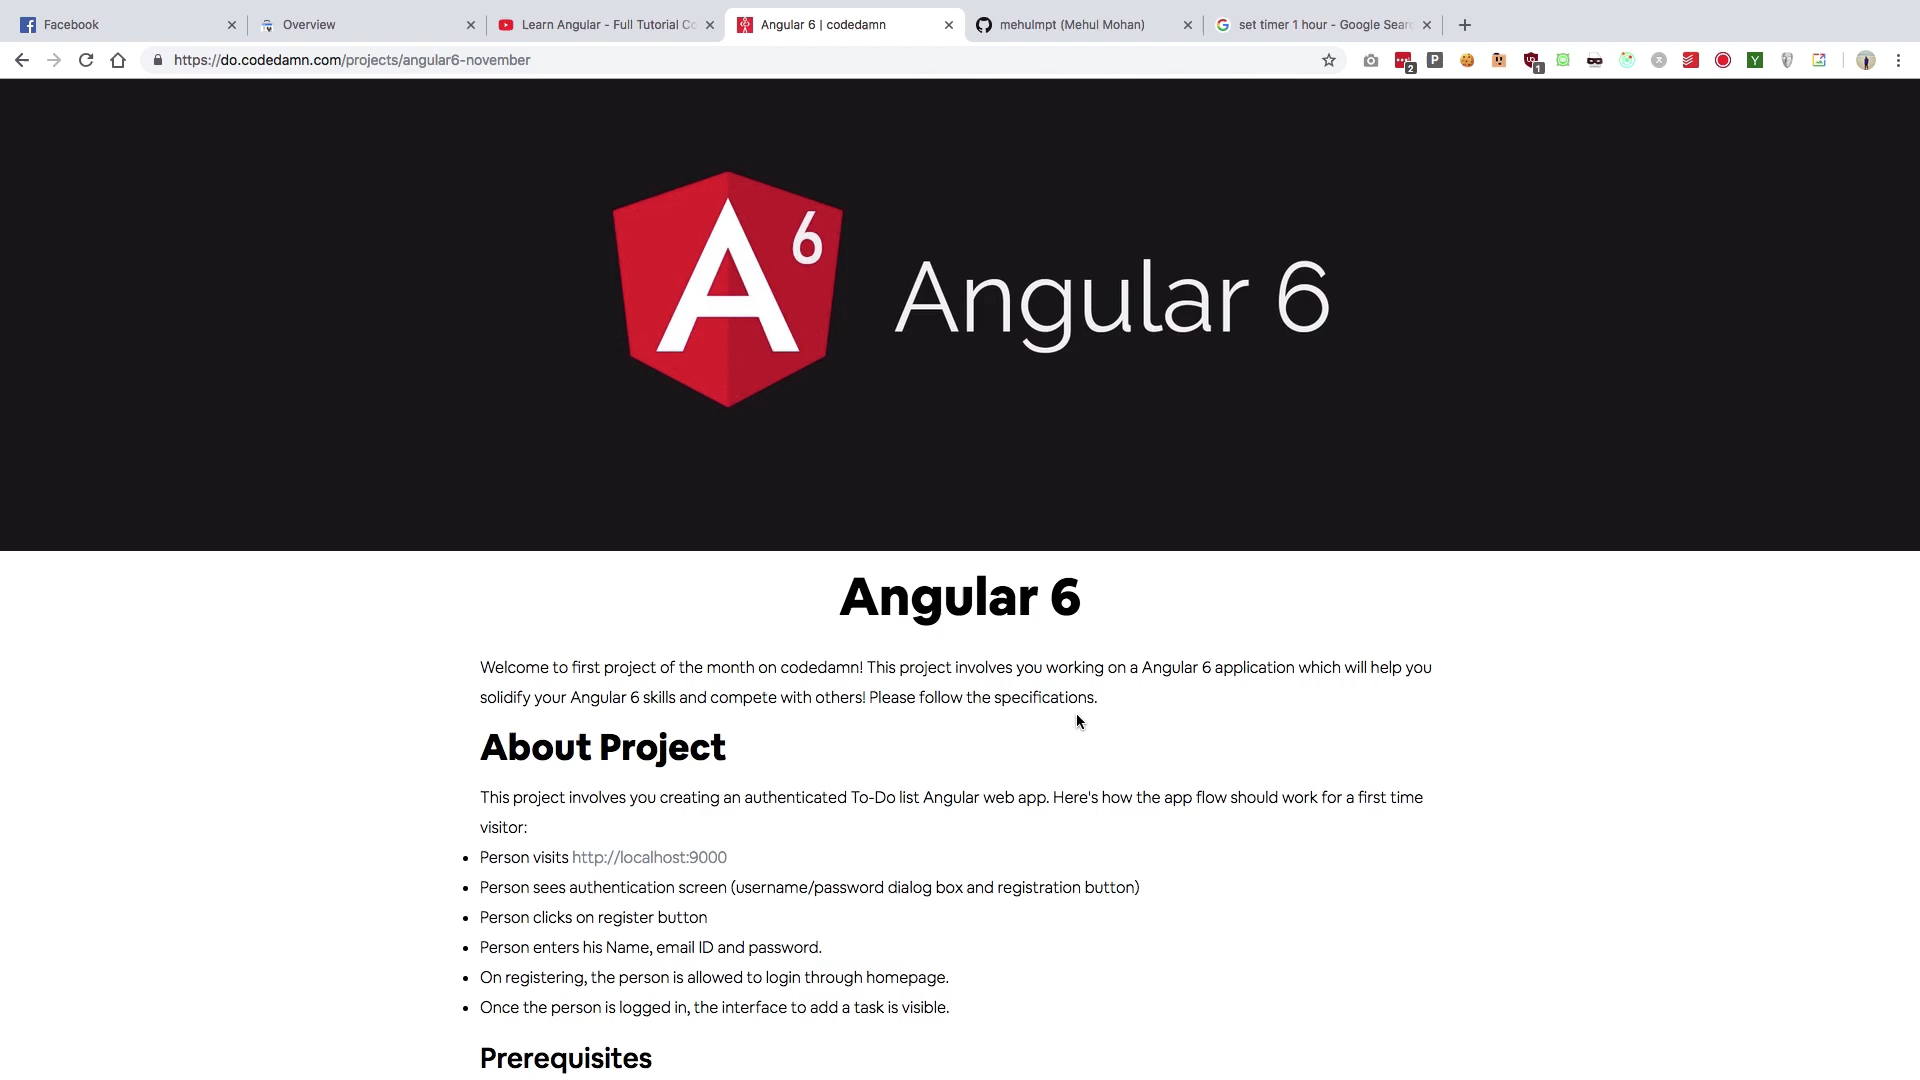 Facebook
Overview
Learn Angular - Full Tutorial Co
Angular 6 | codedamn
mehulmpt (Mehul Mohan)
set timer 1 hour - Google Sear
https://do.codedamn.com/projects/angular6-november
2
P
1
Y
A 6
Angular 6
Angular 6
Welcome to first project of the month on codedamn! This project involves you working on a Angular 6 application which will help you
solidify your Angular 6 skills and compete with others! Please follow the specifications.
About Project
This project involves you creating an authenticated To-Do list Angular web app. Here's how the app flow should work for a first time
visitor:
• Person visits http://localhost:9000
• Person sees authentication screen (username/password dialog box and registration button)
• Person clicks on register button
• Person enters his Name, email ID and password.
• On registering, the person is allowed to login through homepage.
• Once the person is logged in, the interface to add a task is visible.
Prerequisites